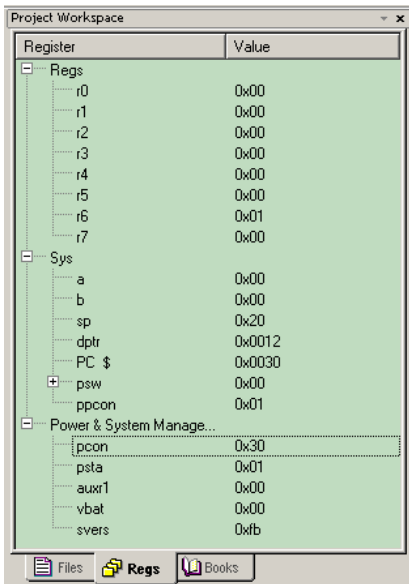 Project Workspace
Register Value
Regs
r0 0x00
r1 0x00
r2 0x00
r3 0x00
r4 0x00
r5 0x00
r6 0x01
r7 0x00
Sys
a 0x00
b 0x00
sp 0x20
dptr 0x0012
PC $ 0x0030
psw 0x00
ppcon 0x01
Power & System Manage...
pcon 0x30
psta 0x01
auxr1 0x00
vbat 0x00
svers 0xfb
Files Regs Books